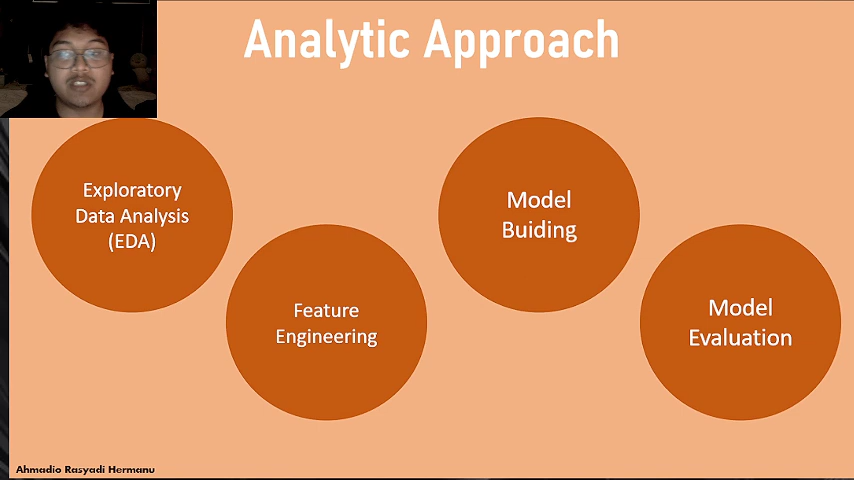 Analytic Approach
Exploratory
Data Analysis
(EDA)
Feature
Engineering
Model
Buiding
Model
Evaluation
Ahmadio Rasyadi Hermanu